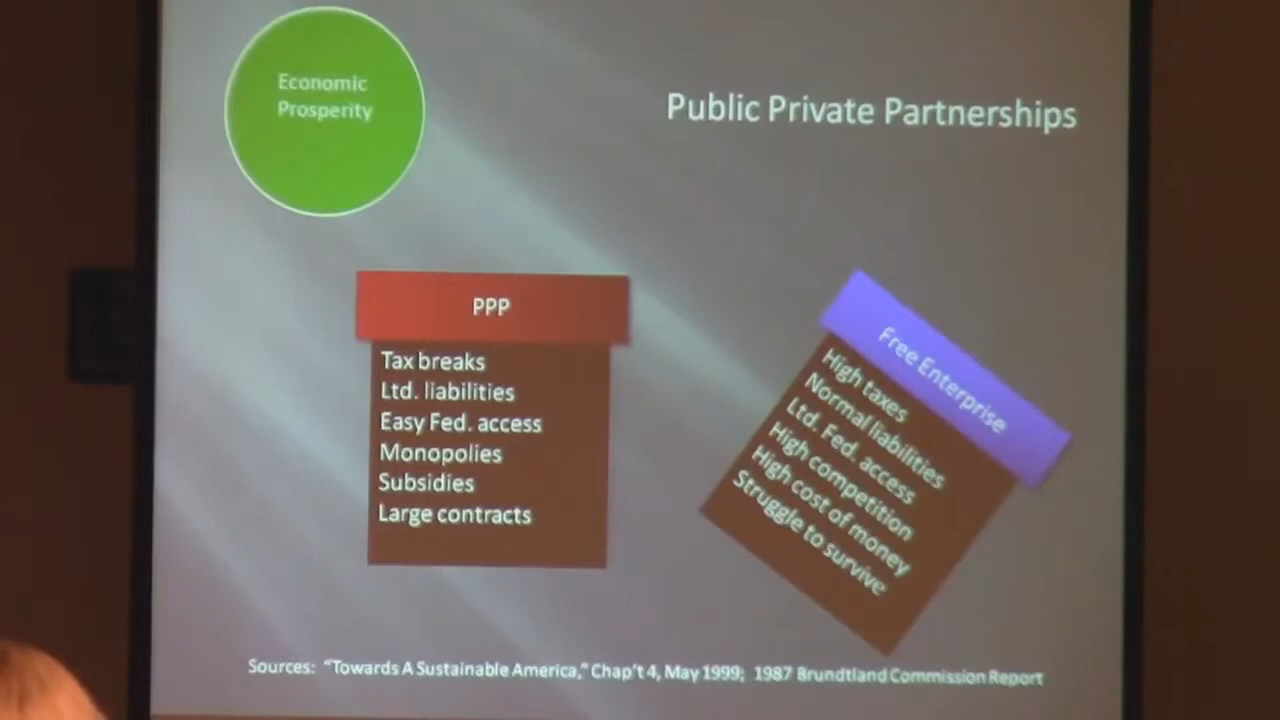 Economic
Prosperity
Public Private Partnerships
PPP
Tax breaks
Ltd. liabilities
Easy Fed. access
Monopolies
Subsidies
Large contracts
Free Enterprise
High taxes
Normal liabilities
Ltd. Fed. access
High competition
High cost of money
Struggle to survive
Sources: “Towards A Sustainable America,” Chap’t 4, May 1999; 1987 Brundtland Commission Report